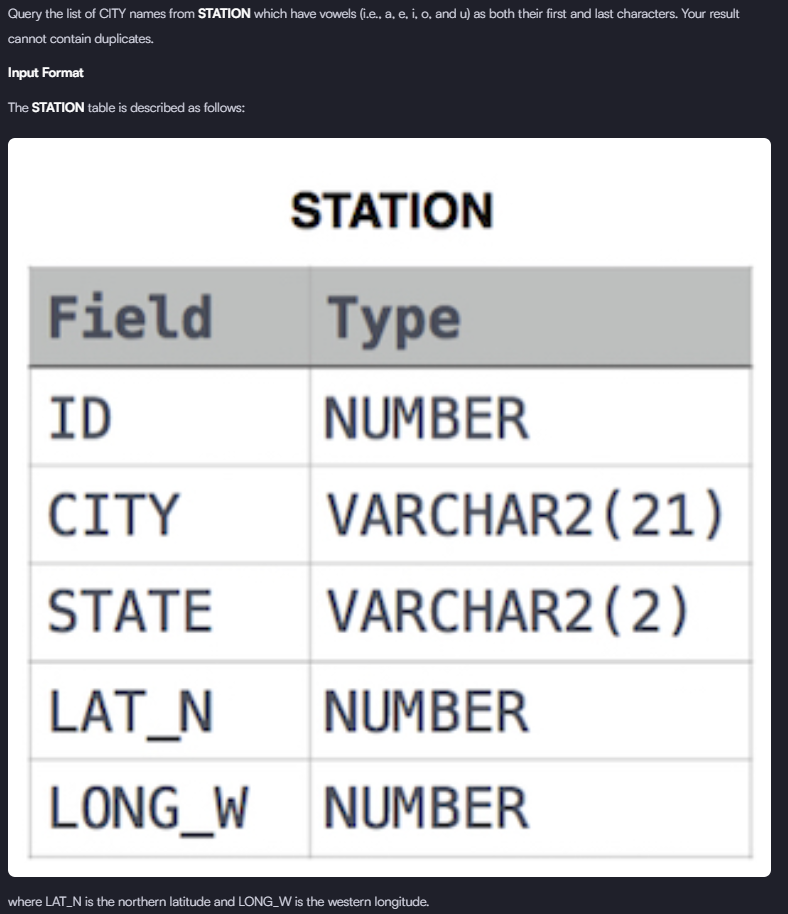 Query the list of CITY names from STATION which have vowels (i.e., a, e, i, o, and u) as both their first and last characters. Your result
cannot contain duplicates.
Input Format
The STATION table is described as follows:
STATION
Field Type
ID NUMBER
CITY VARCHAR2(21)
STATE VARCHAR2(2)
LAT_N NUMBER
LONG_W NUMBER
where LAT_N is the northern latitude and LONG_W is the western longitude.